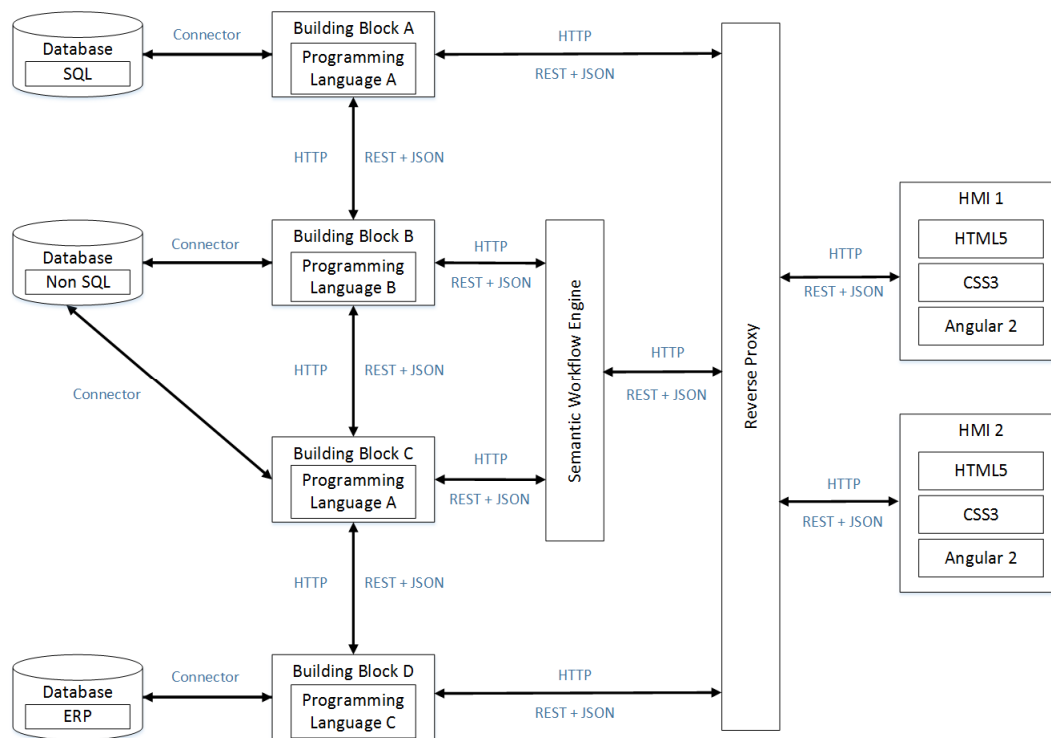 Database
SQL
Connector
Building Block A
Programming
Language A
HTTP
REST + JSON
HTTP
REST + JSON
Database
Non SQL
Connector
Building Block B
Programming
Language B
HTTP
REST + JSON
Connector
HTTP
REST + JSON
Building Block C
Programming
Language A
HTTP
REST + JSON
Semantic Workflow Engine
HTTP
REST + JSON
HTTP
REST + JSON
Database
ERP
Connector
Building Block D
Programming
Language C
HTTP
REST + JSON
Reverse Proxy
HTTP
REST + JSON
HMI 1
HTML5
CSS3
Angular 2
HTTP
REST + JSON
HMI 2
HTML5
CSS3
Angular 2